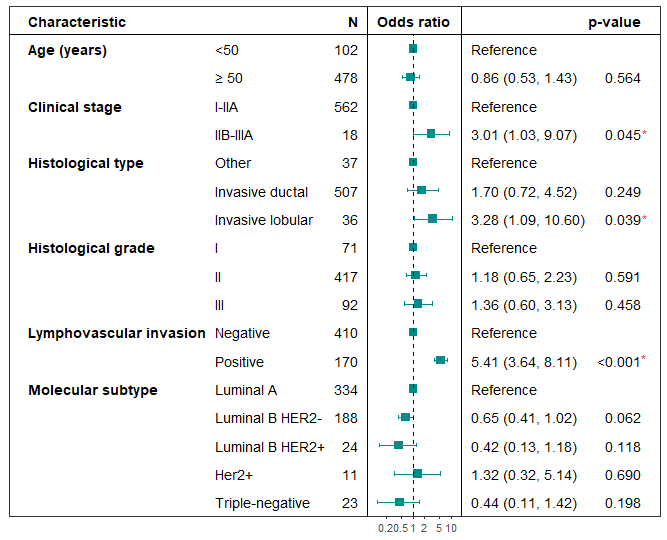 Characteristic N Odds ratio p-value
Age (years) <50 102 Reference
≥ 50 478 0.86 (0.53, 1.43) 0.564
Clinical stage I-IIA 562 Reference
IIB-IIIA 18 3.01 (1.03, 9.07) 0.045*
Histological type Other 37 Reference
Invasive ductal 507 1.70 (0.72, 4.52) 0.249
Invasive lobular 36 3.28 (1.09, 10.60) 0.039*
Histological grade I 71 Reference
II 417 1.18 (0.65, 2.23) 0.591
III 92 1.36 (0.60, 3.13) 0.458
Lymphovascular invasion Negative 410 Reference
Positive 170 5.41 (3.64, 8.11) <0.001*
Molecular subtype Luminal A 334 Reference
Luminal B HER2- 188 0.65 (0.41, 1.02) 0.062
Luminal B HER2+ 24 0.42 (0.13, 1.18) 0.118
Her2+ 11 1.32 (0.32, 5.14) 0.690
Triple-negative 23 0.44 (0.11, 1.42) 0.198
0.2 0.5 1 2 5 10